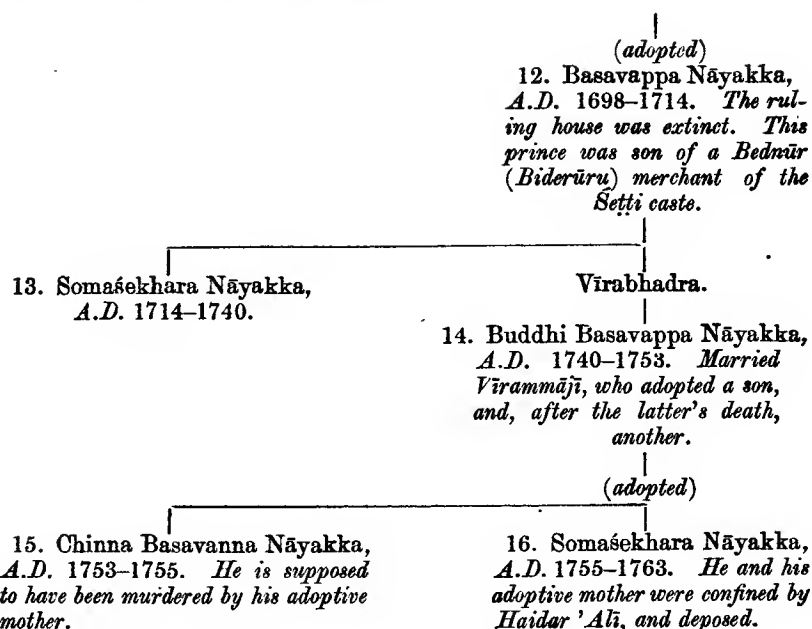 (adopted)
12. Basavappa Nāyakka,
A.D. 1698–1714. The rul-
ing house was extinct. This
prince was son of a Bednūr
(Biderūru) merchant of the
Śeṭṭi caste.
13. Somaśekhara Nāyakka,
A.D. 1714–1740.
Vīrabhadra.
14. Buddhi Basavappa Nāyakka,
A.D. 1740–1753. Married
Vīrammājī, who adopted a son,
and, after the latter's death,
another.
(adopted)
15. Chinna Basavanna Nāyakka,
A.D. 1753–1755. He is supposed
to have been murdered by his adoptive
mother.
16. Somaśekhara Nāyakka,
A.D. 1755–1763. He and his
adoptive mother were confined by
Haidar 'Alī, and deposed.